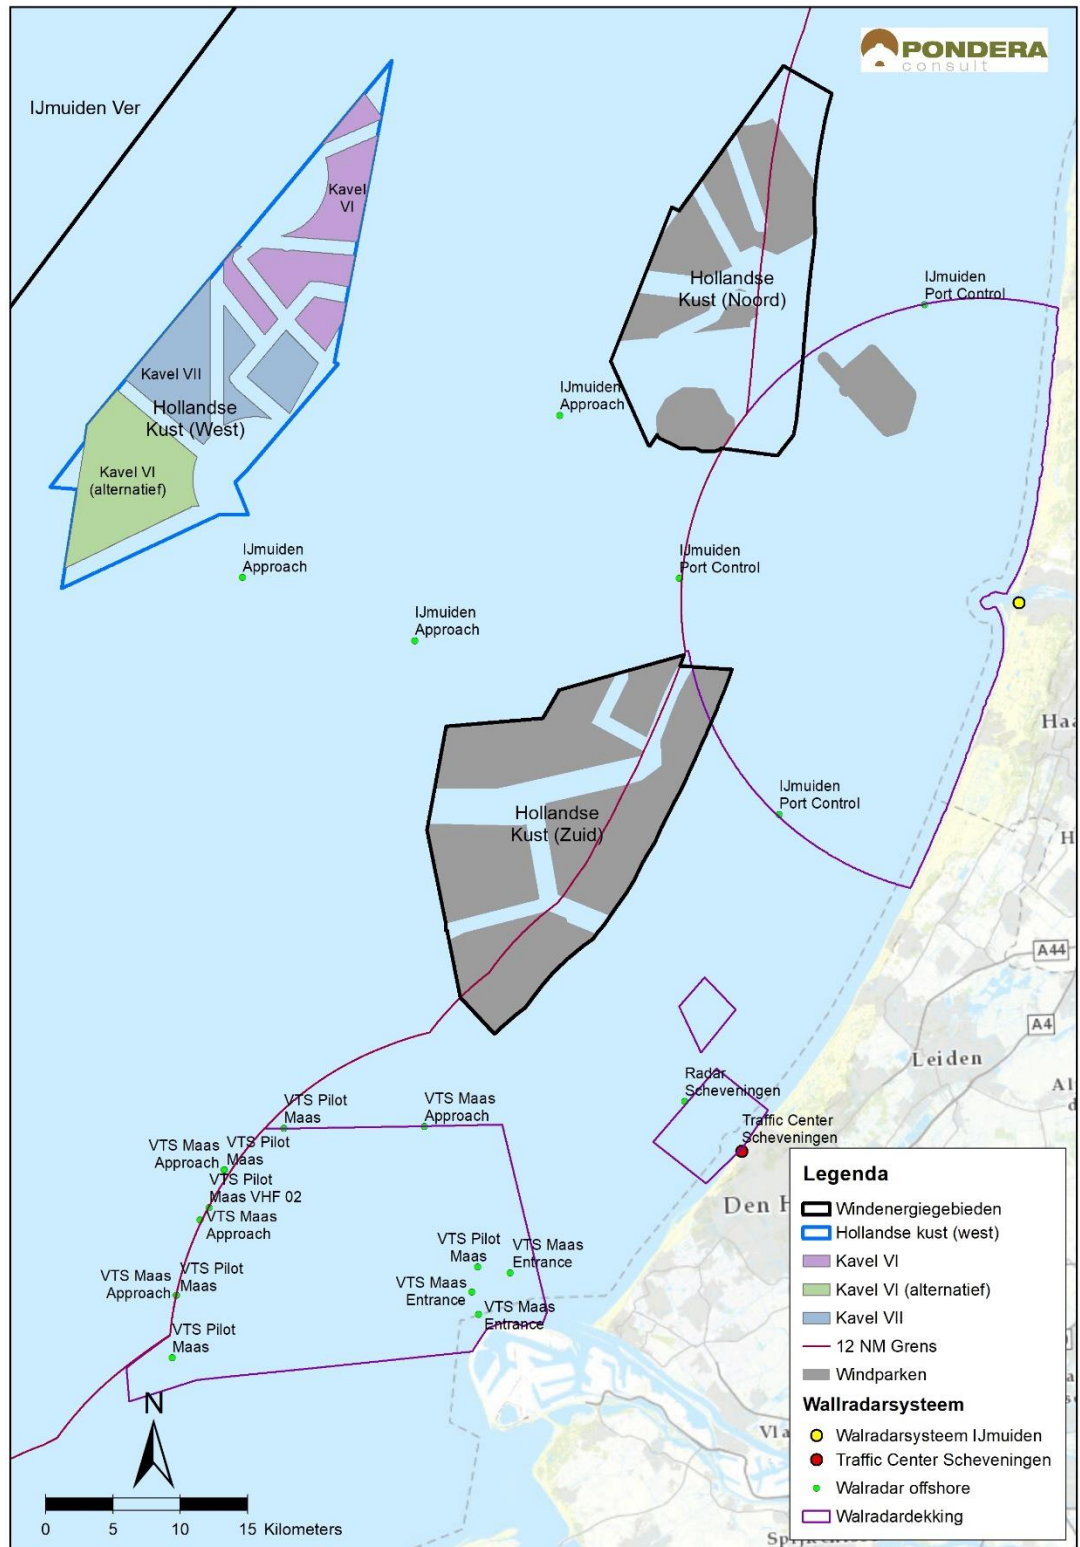 PONDERA
consult
IJmuiden Ver
Kavel
VI
Hollandse
Kust (Noord)
IJmuiden
Port Control
Kavel VII
IJmuiden
Approach
Hollandse
Kust (West)
Kavel VI
(alternatief)
IJmuiden
Approach
IJmuiden
Port Control
IJmuiden
Approach
Haa
IJmuiden
Port Control
Hollandse
Kust (Zuid)
H
A44
A4
Leiden
Radar
Scheveningen
Al
d
VTS Pilot
Maas
VTS Maas
Approach
Traffic Center
Scheveningen
VTS Maas
Approach
VTS Pilot
Maas
VTS Pilot
Maas VHF 02
VTS Maas
Approach
Den H
VTS Pilot
Maas
VTS Maas
Entrance
VTS Maas
Approach
VTS Pilot
Maas
VTS Maas
Entrance
VTS Maas
Entrance
VTS Pilot
Maas
Legenda
Windenergiegebieden
Hollandse kust (west)
Kavel VI
Kavel VI (alternatief)
Kavel VII
12 NM Grens
Windparken
Wallradarsysteem
Walradarsysteem IJmuiden
Traffic Center Scheveningen
Walradar offshore
Walradardekking
Vla
N
0 5 10 15 Kilometers